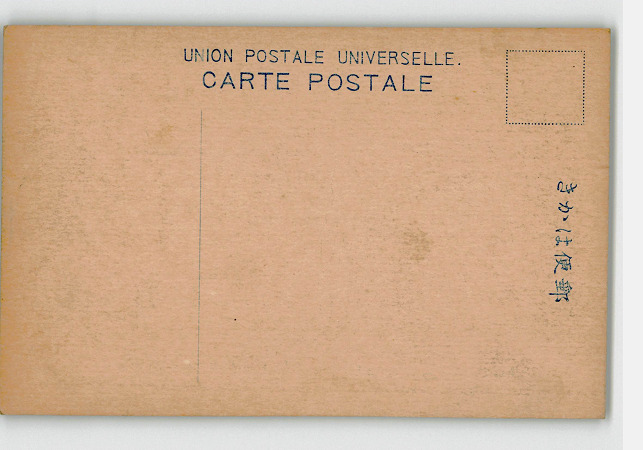 UNION POSTALE UNIVERSELLE.
CARTE POSTALE
きかは便郵